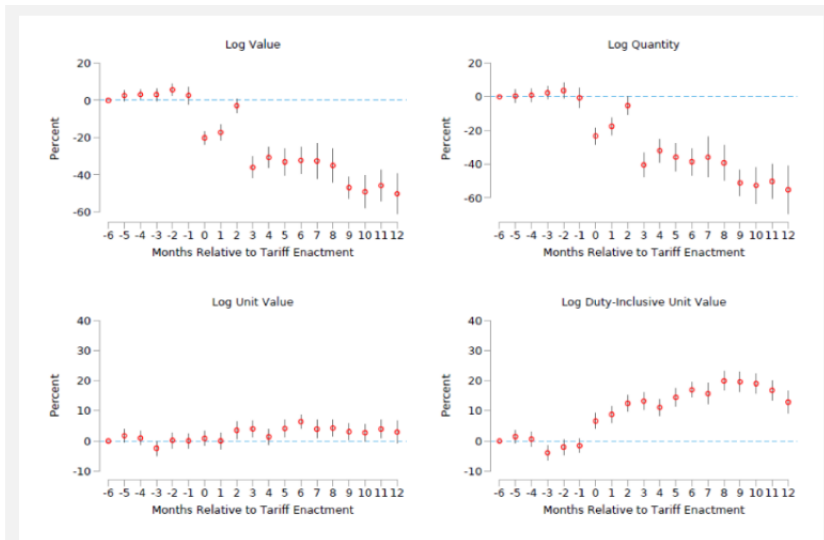 Log Value
20
0
-20
-40
-60
Percent
-6 -5 -4 -3 -2 -1 0 1 2 3 4 5 6 7 8 9 10 11 12
Months Relative to Tariff Enactment
Log Quantity
20
0
-20
-40
-60
Percent
-6 -5 -4 -3 -2 -1 0 1 2 3 4 5 6 7 8 9 10 11 12
Months Relative to Tariff Enactment
Log Unit Value
40
30
20
10
0
-10
Percent
-6 -5 -4 -3 -2 -1 0 1 2 3 4 5 6 7 8 9 10 11 12
Months Relative to Tariff Enactment
Log Duty-Inclusive Unit Value
40
30
20
10
0
-10
Percent
-6 -5 -4 -3 -2 -1 0 1 2 3 4 5 6 7 8 9 10 11 12
Months Relative to Tariff Enactment